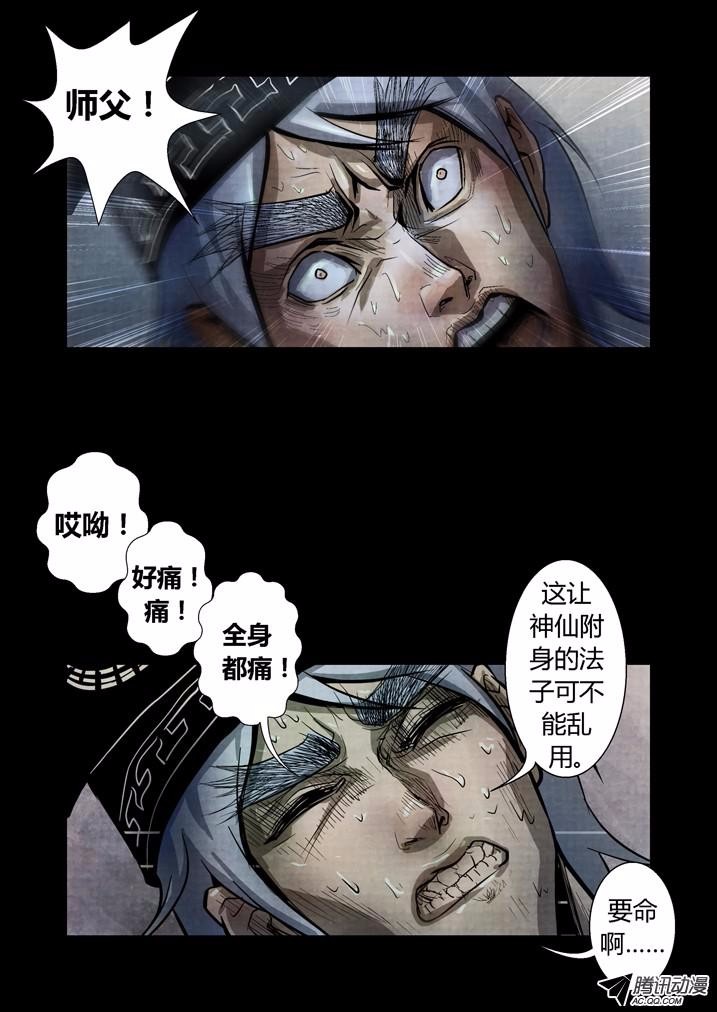 师父！
哎呦！
好痛！
痛！
全身
都痛！
这让
神仙附
身的法
子可不
能乱
用。
要命
啊……
腾讯动漫
AC.QQ.COM